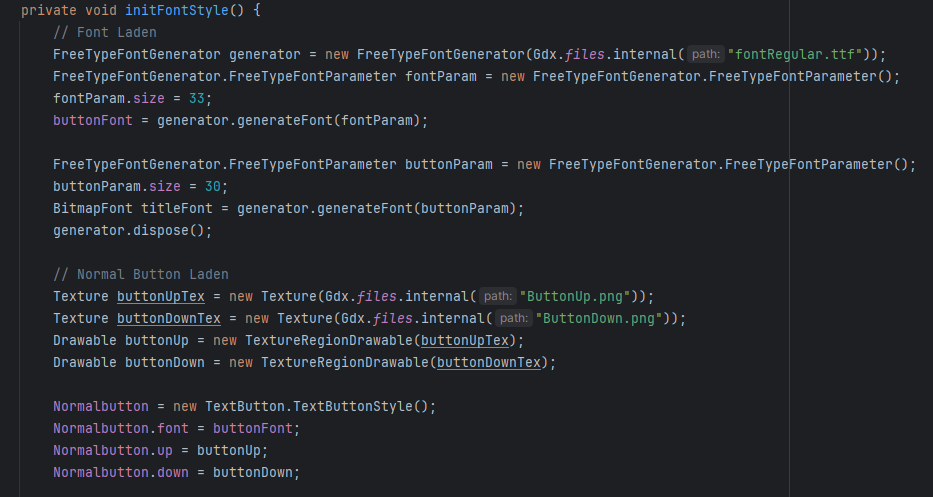 private void initFontStyle() {
// Font Laden
FreeTypeFontGenerator generator = new FreeTypeFontGenerator(Gdx.files.internal( path: "fontRegular.ttf"));
FreeTypeFontGenerator.FreeTypeFontParameter fontParam = new FreeTypeFontGenerator.FreeTypeFontParameter();
fontParam.size = 33;
buttonFont = generator.generateFont(fontParam);
FreeTypeFontGenerator.FreeTypeFontParameter buttonParam = new FreeTypeFontGenerator.FreeTypeFontParameter();
buttonParam.size = 30;
BitmapFont titleFont = generator.generateFont(buttonParam);
generator.dispose();
// Normal Button Laden
Texture buttonUpTex = new Texture(Gdx.files.internal( path: "ButtonUp.png"));
Texture buttonDownTex = new Texture(Gdx.files.internal( path: "ButtonDown.png"));
Drawable buttonUp = new TextureRegionDrawable(buttonUpTex);
Drawable buttonDown = new TextureRegionDrawable(buttonDownTex);
Normalbutton = new TextButton.TextButtonStyle();
Normalbutton.font = buttonFont;
Normalbutton.up = buttonUp;
Normalbutton.down = buttonDown;